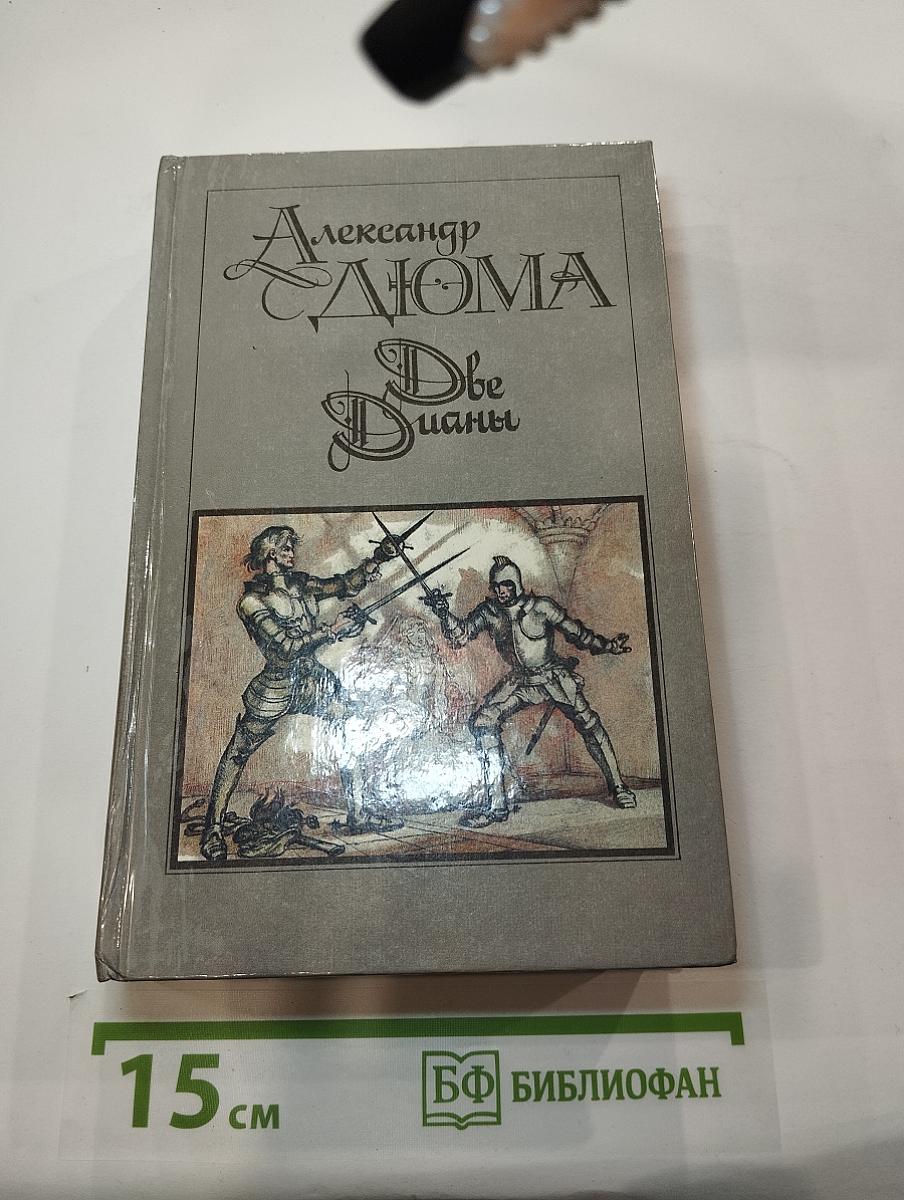 Александр
ДЮМА
Две
Дианы
15 см
БФ БИБЛИОФАН